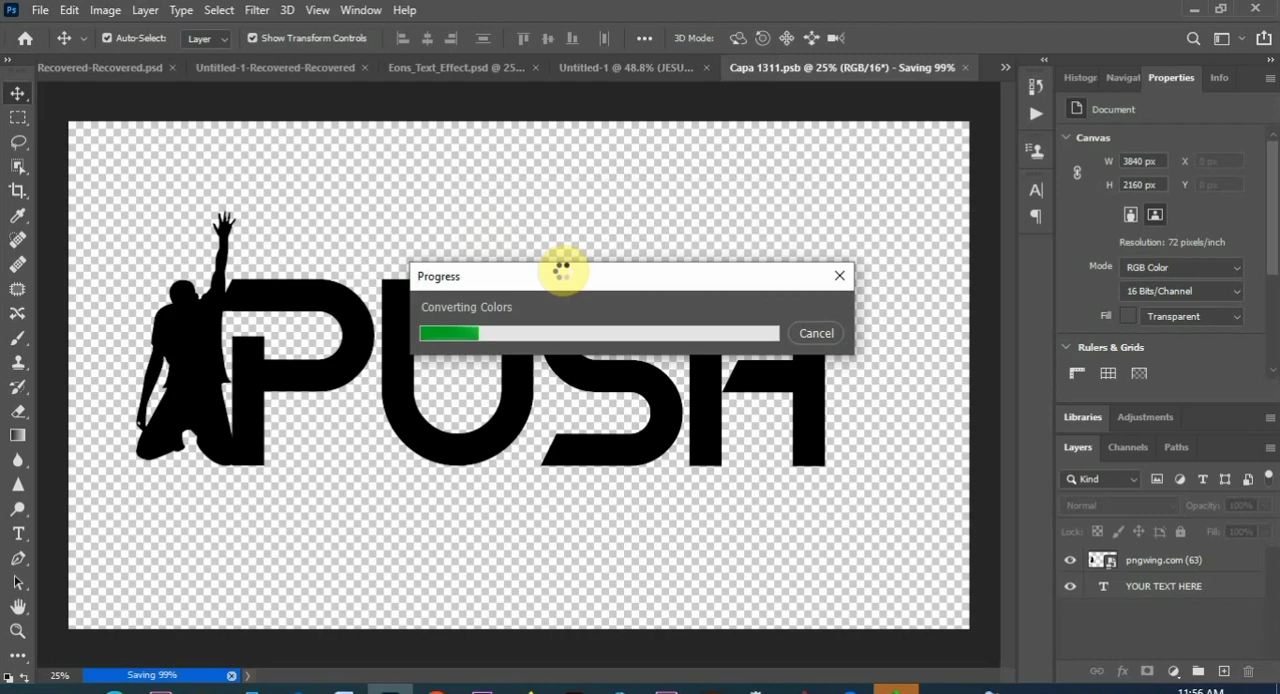 Ps File Edit Image Layer Type Select Filter 3D View Window Help
Auto-Select: Layer Show Transform Controls 3D Mode:
Recovered-Recovered.psd × Untitled-1-Recovered-Recovered × Eons_Text_Effect.psd @ 25... × Untitled-1 @ 48.8% (JESU... × Capa 1311.psb @ 25% (RGB/16*) - Saving 99% ×
Histogr Navigat Properties Info
Document
Canvas
W 3840 px X 0 px
H 2160 px Y 0 px
Resolution: 72 pixels/inch
Mode RGB Color
16 Bits/Channel
Fill Transparent
Rulers & Grids
PUSH
Progress
Converting Colors
Cancel
Libraries Adjustments
Layers Channels Paths
Kind
Normal Opacity: 100%
Lock: Fill: 100%
pngwing.com (63)
T YOUR TEXT HERE
25% Saving 99%
11:56 AM